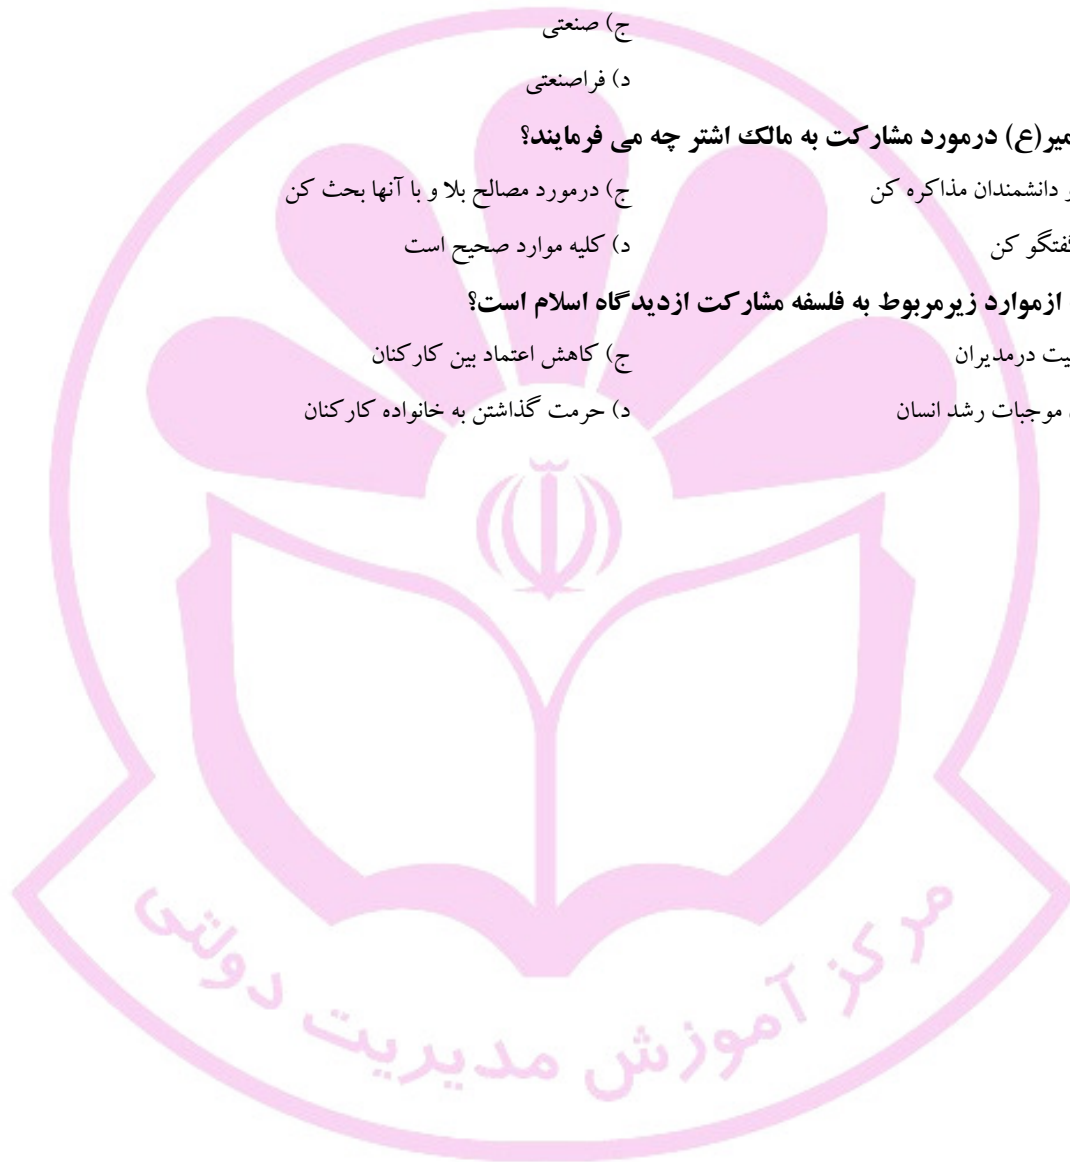 ج) صنعتی
د) فراصنعتی
میر(ع) درمورد مشارکت به مالک اشتر چه می فرمایند؟
دانشمندان مذاکره کن ج) درمورد مصالح بلا و با آنها بحث کن
گفتگو کن د) کلیه موارد صحیح است
ازموارد زیرمربوط به فلسفه مشارکت ازدیدگاه اسلام است؟
یت درمدیران ج) کاهش اعتماد بین کارکنان
موجبات رشد انسان د) حرمت گذاشتن به خانواده کارکنان
مرکز آموزش مدیریت دولتی